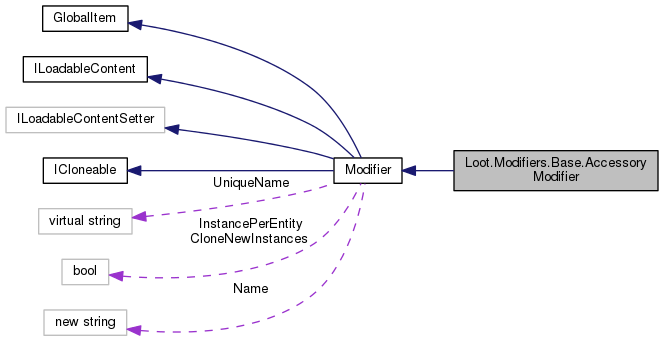 GlobalItem
ILoadableContent
ILoadableContentSetter
ICloneable
Modifier
Loot.Modifiers.Base.Accessory
Modifier
UniqueName
virtual string
InstancePerEntity
CloneNewInstances
bool
Name
new string